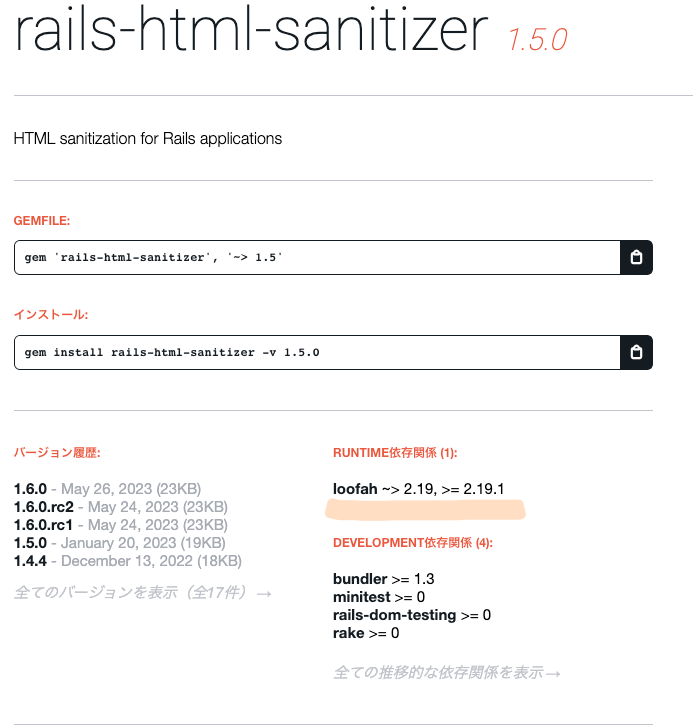 rails-html-sanitizer 1.5.0
HTML sanitization for Rails applications
GEMFILE:
gem 'rails-html-sanitizer', '~> 1.5'
インストール:
gem install rails-html-sanitizer -v 1.5.0
バージョン履歴:
1.6.0 - May 26, 2023 (23KB)
1.6.0.rc2 - May 24, 2023 (23KB)
1.6.0.rc1 - May 24, 2023 (23KB)
1.5.0 - January 20, 2023 (19KB)
1.4.4 - December 13, 2022 (18KB)
全てのバージョンを表示（全17件） →
RUNTIME依存関係 (1):
loofah ~> 2.19, >= 2.19.1
DEVELOPMENT依存関係 (4):
bundler >= 1.3
minitest >= 0
rails-dom-testing >= 0
rake >= 0
全ての推移的な依存関係を表示→